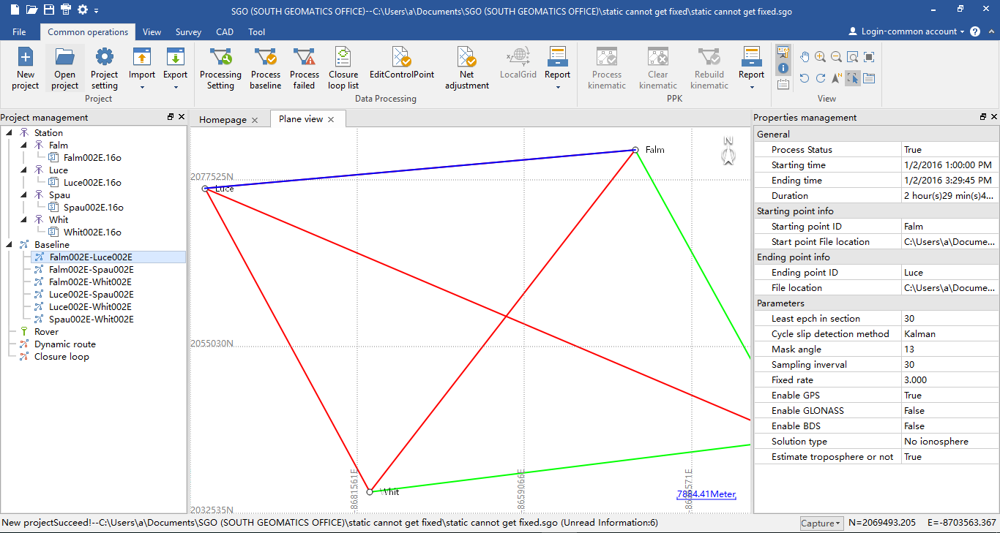 SGO (SOUTH GEOMATICS OFFICE)--C:\Users\a\Documents\SGO (SOUTH GEOMATICS OFFICE)\static cannot get fixed\static cannot get fixed.sgo
File Common operations View Survey CAD Tool Login-common account
New project Open project Project setting Import Export
Project
Processing Setting Process baseline Process failed Closure loop list EditControlPoint Net adjustment LocalGrid Report
Data Processing
Process kinematic Clear kinematic Rebuild kinematic Report
PPK
View
Project management
Station
Falm
Falm002E.16o
Luce
Luce002E.16o
Spau
Spau002E.16o
Whit
Whit002E.16o
Baseline
Falm002E-Luce002E
Falm002E-Spau002E
Falm002E-Whit002E
Luce002E-Spau002E
Luce002E-Whit002E
Spau002E-Whit002E
Rover
Dynamic route
Closure loop
Homepage Plane view
N
Falm
2077525N
Luce
2055030N
-8681561E
-8659066E
Whit
7884.41Meter
2032535N
Properties management
General
Process Status True
Starting time 1/2/2016 1:00:00 PM
Ending time 1/2/2016 3:29:45 PM
Duration 2 hour(s)29 min(s)4...
Starting point info
Starting point ID Falm
Start point File location C:\Users\a\Docume...
Ending point info
Ending point ID Luce
File location C:\Users\a\Docume...
Parameters
Least epch in section 30
Cycle slip detection method Kalman
Mask angle 13
Sampling inverval 30
Fixed rate 3.000
Enable GPS True
Enable GLONASS False
Enable BDS False
Solution type No ionosphere
Estimate troposphere or not True
New projectSucceed!--C:\Users\a\Documents\SGO (SOUTH GEOMATICS OFFICE)\static cannot get fixed\static cannot get fixed.sgo (Unread Information:6) Capture N=2069493.205 E=-8703563.367